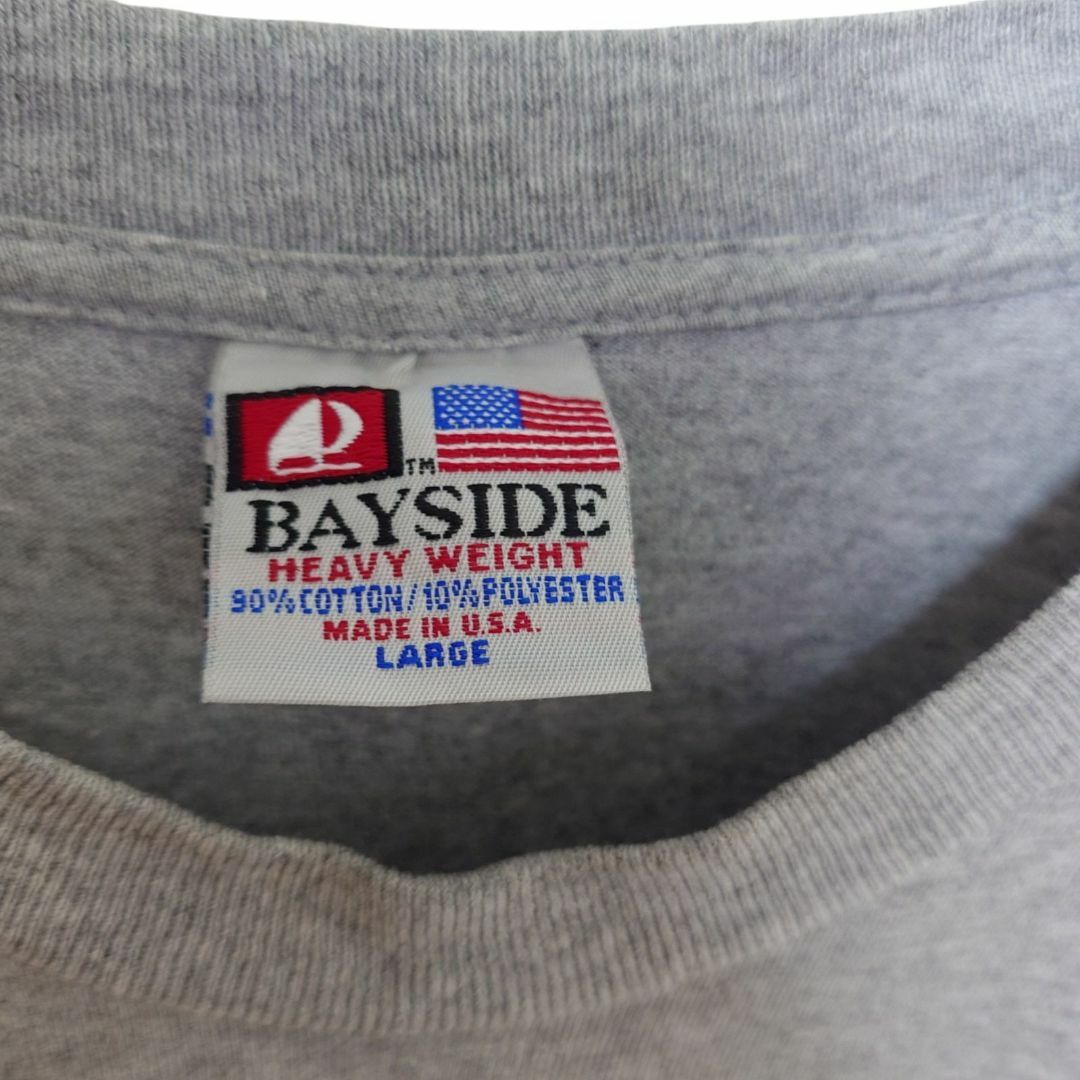 TM
BAYSIDE
HEAVY WEIGHT
90% COTTON/10% POLYESTER
MADE IN U.S.A.
LARGE